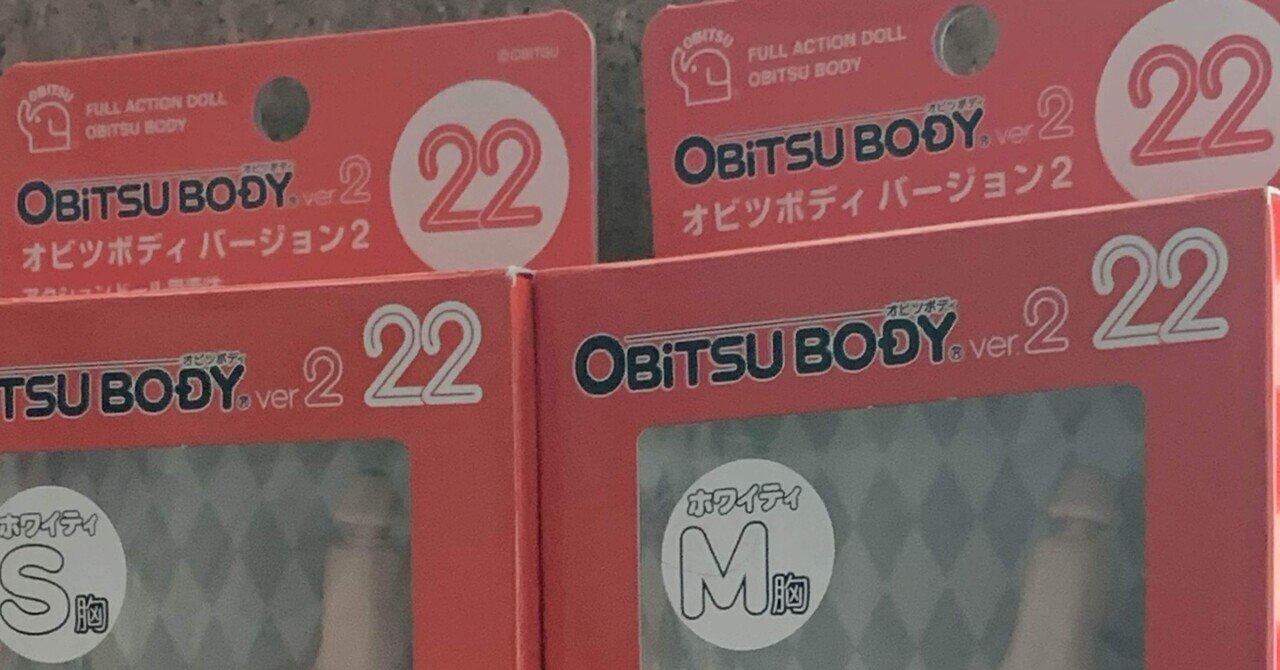 OBITSU
FULL ACTION DOLL
OBITSU BODY
©OBITSU
オビツボディ
OBiTSU BODY® ver.2
22
オビツボディ バージョン2
オビツボディ
TSU BODY® ver.2
22
ホワイティ
S胸
OBITSU
FULL ACTION DOLL
OBITSU BODY
オビツボディ
OBiTSU BODY® ver.2
22
オビツボディ バージョン2
オビツボディ
OBiTSU BODY® ver.2
22
ホワイティ
M胸